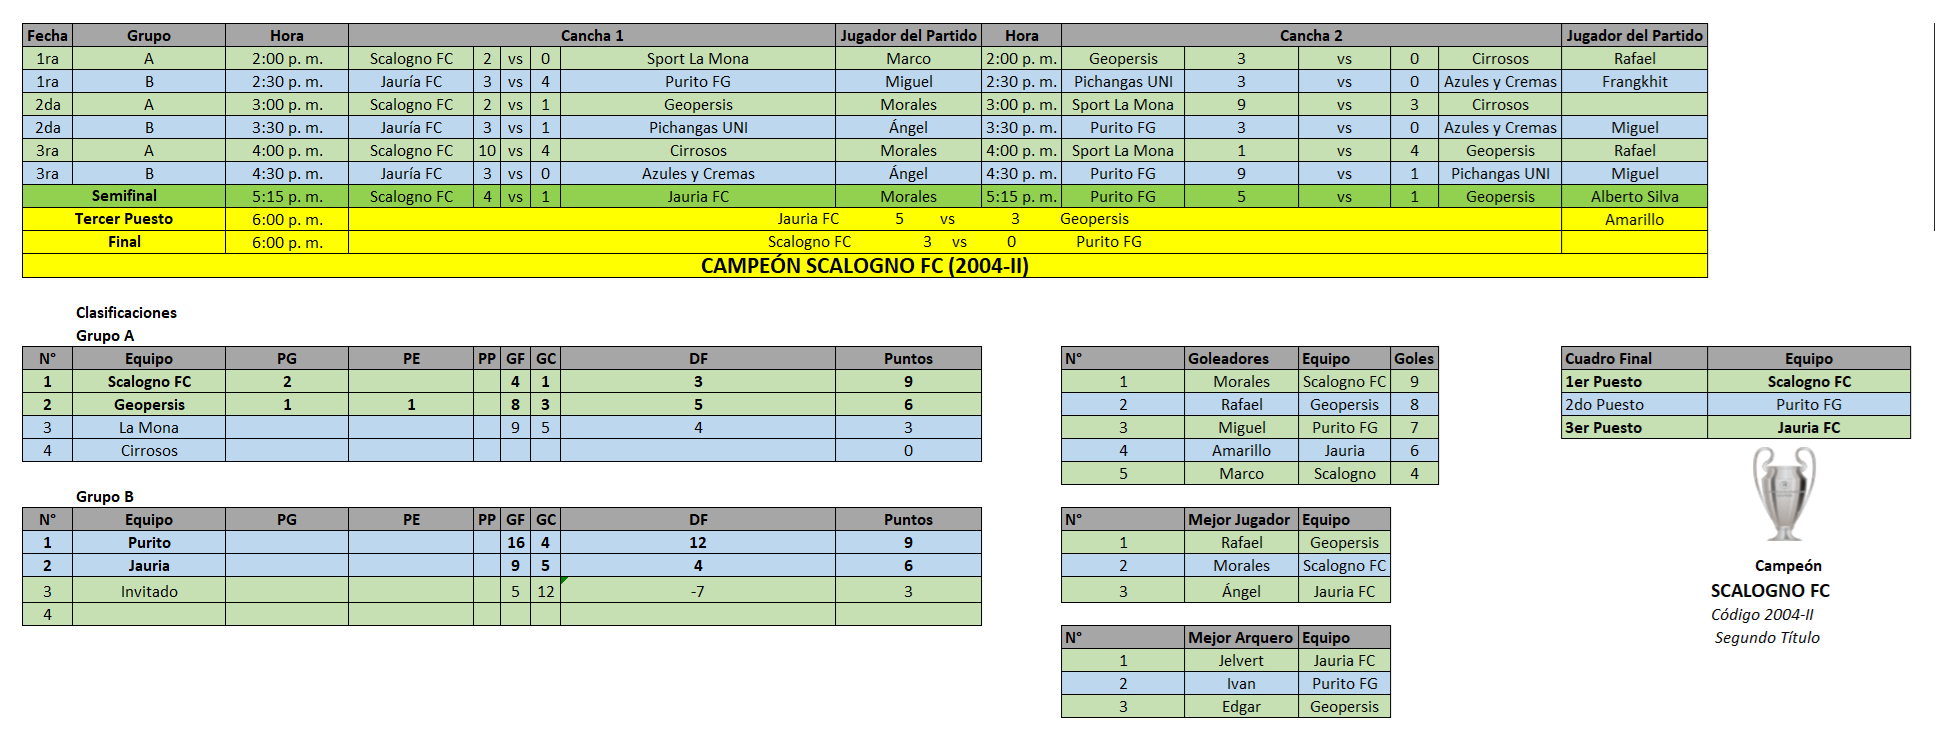 Fecha Grupo Hora Cancha 1 Jugador del Partido Hora Cancha 2 Jugador del Partido
1ra A 2:00 p. m. Scalogno FC 2 vs 0 Sport La Mona Marco 2:00 p. m. Geopersis 3 vs 0 Cirrosos Rafael
1ra B 2:30 p. m. Jauría FC 3 vs 4 Purito FG Miguel 2:30 p. m. Pichangas UNI 3 vs 0 Azules y Cremas Frangkhit
2da A 3:00 p. m. Scalogno FC 2 vs 1 Geopersis Morales 3:00 p. m. Sport La Mona 9 vs 3 Cirrosos
2da B 3:30 p. m. Jauría FC 3 vs 1 Pichangas UNI Ángel 3:30 p. m. Purito FG 3 vs 0 Azules y Cremas Miguel
3ra A 4:00 p. m. Scalogno FC 10 vs 4 Cirrosos Morales 4:00 p. m. Sport La Mona 1 vs 4 Geopersis Rafael
3ra B 4:30 p. m. Jauría FC 3 vs 0 Azules y Cremas Ángel 4:30 p. m. Purito FG 9 vs 1 Pichangas UNI Miguel
Semifinal 5:15 p. m. Scalogno FC 4 vs 1 Jauria FC Morales 5:15 p. m. Purito FG 5 vs 1 Geopersis Alberto Silva
Tercer Puesto 6:00 p. m. Jauria FC 5 vs 3 Geopersis Amarillo
Final 6:00 p. m. Scalogno FC 3 vs 0 Purito FG
CAMPEÓN SCALOGNO FC (2004-II)
Clasificaciones
Grupo A
N° Equipo PG PE PP GF GC DF Puntos
1 Scalogno FC 2 4 1 3 9
2 Geopersis 1 1 8 3 5 6
3 La Mona 9 5 4 3
4 Cirrosos 0
Grupo B
N° Equipo PG PE PP GF GC DF Puntos
1 Purito 16 4 12 9
2 Jauria 9 5 4 6
3 Invitado 5 12 -7 3
4
N° Goleadores Equipo Goles
1 Morales Scalogno FC 9
2 Rafael Geopersis 8
3 Miguel Purito FG 7
4 Amarillo Jauria 6
5 Marco Scalogno 4
N° Mejor Jugador Equipo
1 Rafael Geopersis
2 Morales Scalogno FC
3 Ángel Jauria FC
N° Mejor Arquero Equipo
1 Jelvert Jauria FC
2 Ivan Purito FG
3 Edgar Geopersis
Cuadro Final Equipo
1er Puesto Scalogno FC
2do Puesto Purito FG
3er Puesto Jauria FC
Campeón
SCALOGNO FC
Código 2004-II
Segundo Título